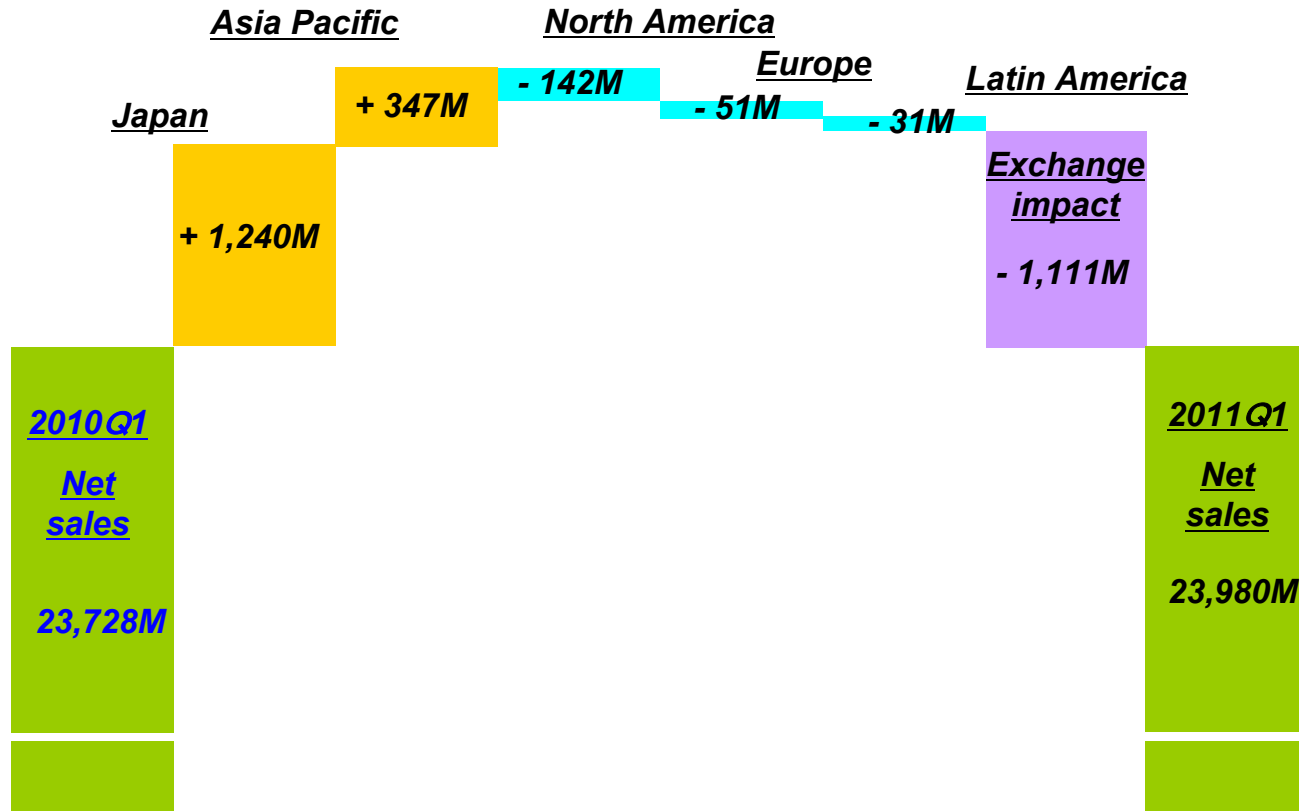 Asia Pacific
North America
Europe
Latin America
Japan
+ 347M
- 142M
- 51M
- 31M
+ 1,240M
Exchange
impact
- 1,111M
2010Q1
Net
sales
23,728M
2011Q1
Net
sales
23,980M